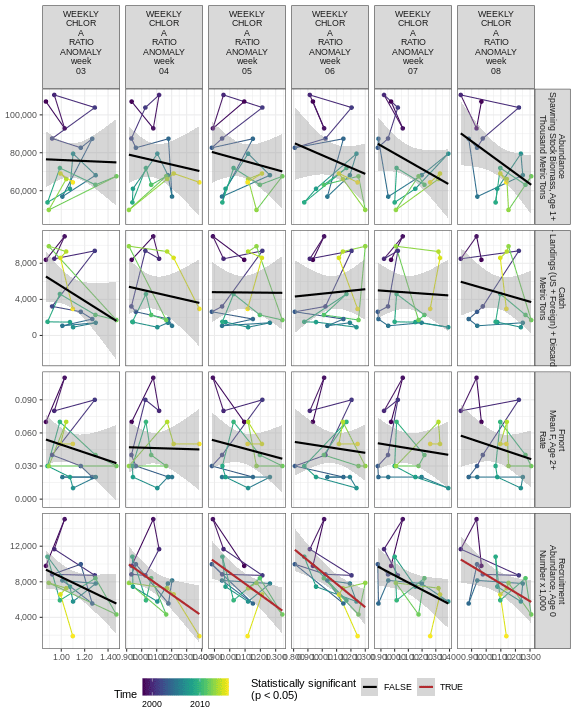 WEEKLY
CHLOR
A
RATIO
ANOMALY
week
03
WEEKLY
CHLOR
A
RATIO
ANOMALY
week
04
WEEKLY
CHLOR
A
RATIO
ANOMALY
week
05
WEEKLY
CHLOR
A
RATIO
ANOMALY
week
06
WEEKLY
CHLOR
A
RATIO
ANOMALY
week
07
WEEKLY
CHLOR
A
RATIO
ANOMALY
week
08
100,000
80,000
60,000
Abundance
Spawning Stock Biomass, Age 1+
Thousand Metric Tons
8,000
4,000
0
Catch
Landings (US + Foreign) + Discard
Metric Tons
0.090
0.060
0.030
0.000
Fmort
Mean F, Age 2+
Rate
12,000
8,000
4,000
Recruitment
Abundance, Age 0
Number x 1,000
1.00 1.20 1.40
Time
2000 2010
Statistically significant
(p < 0.05)
FALSE
TRUE